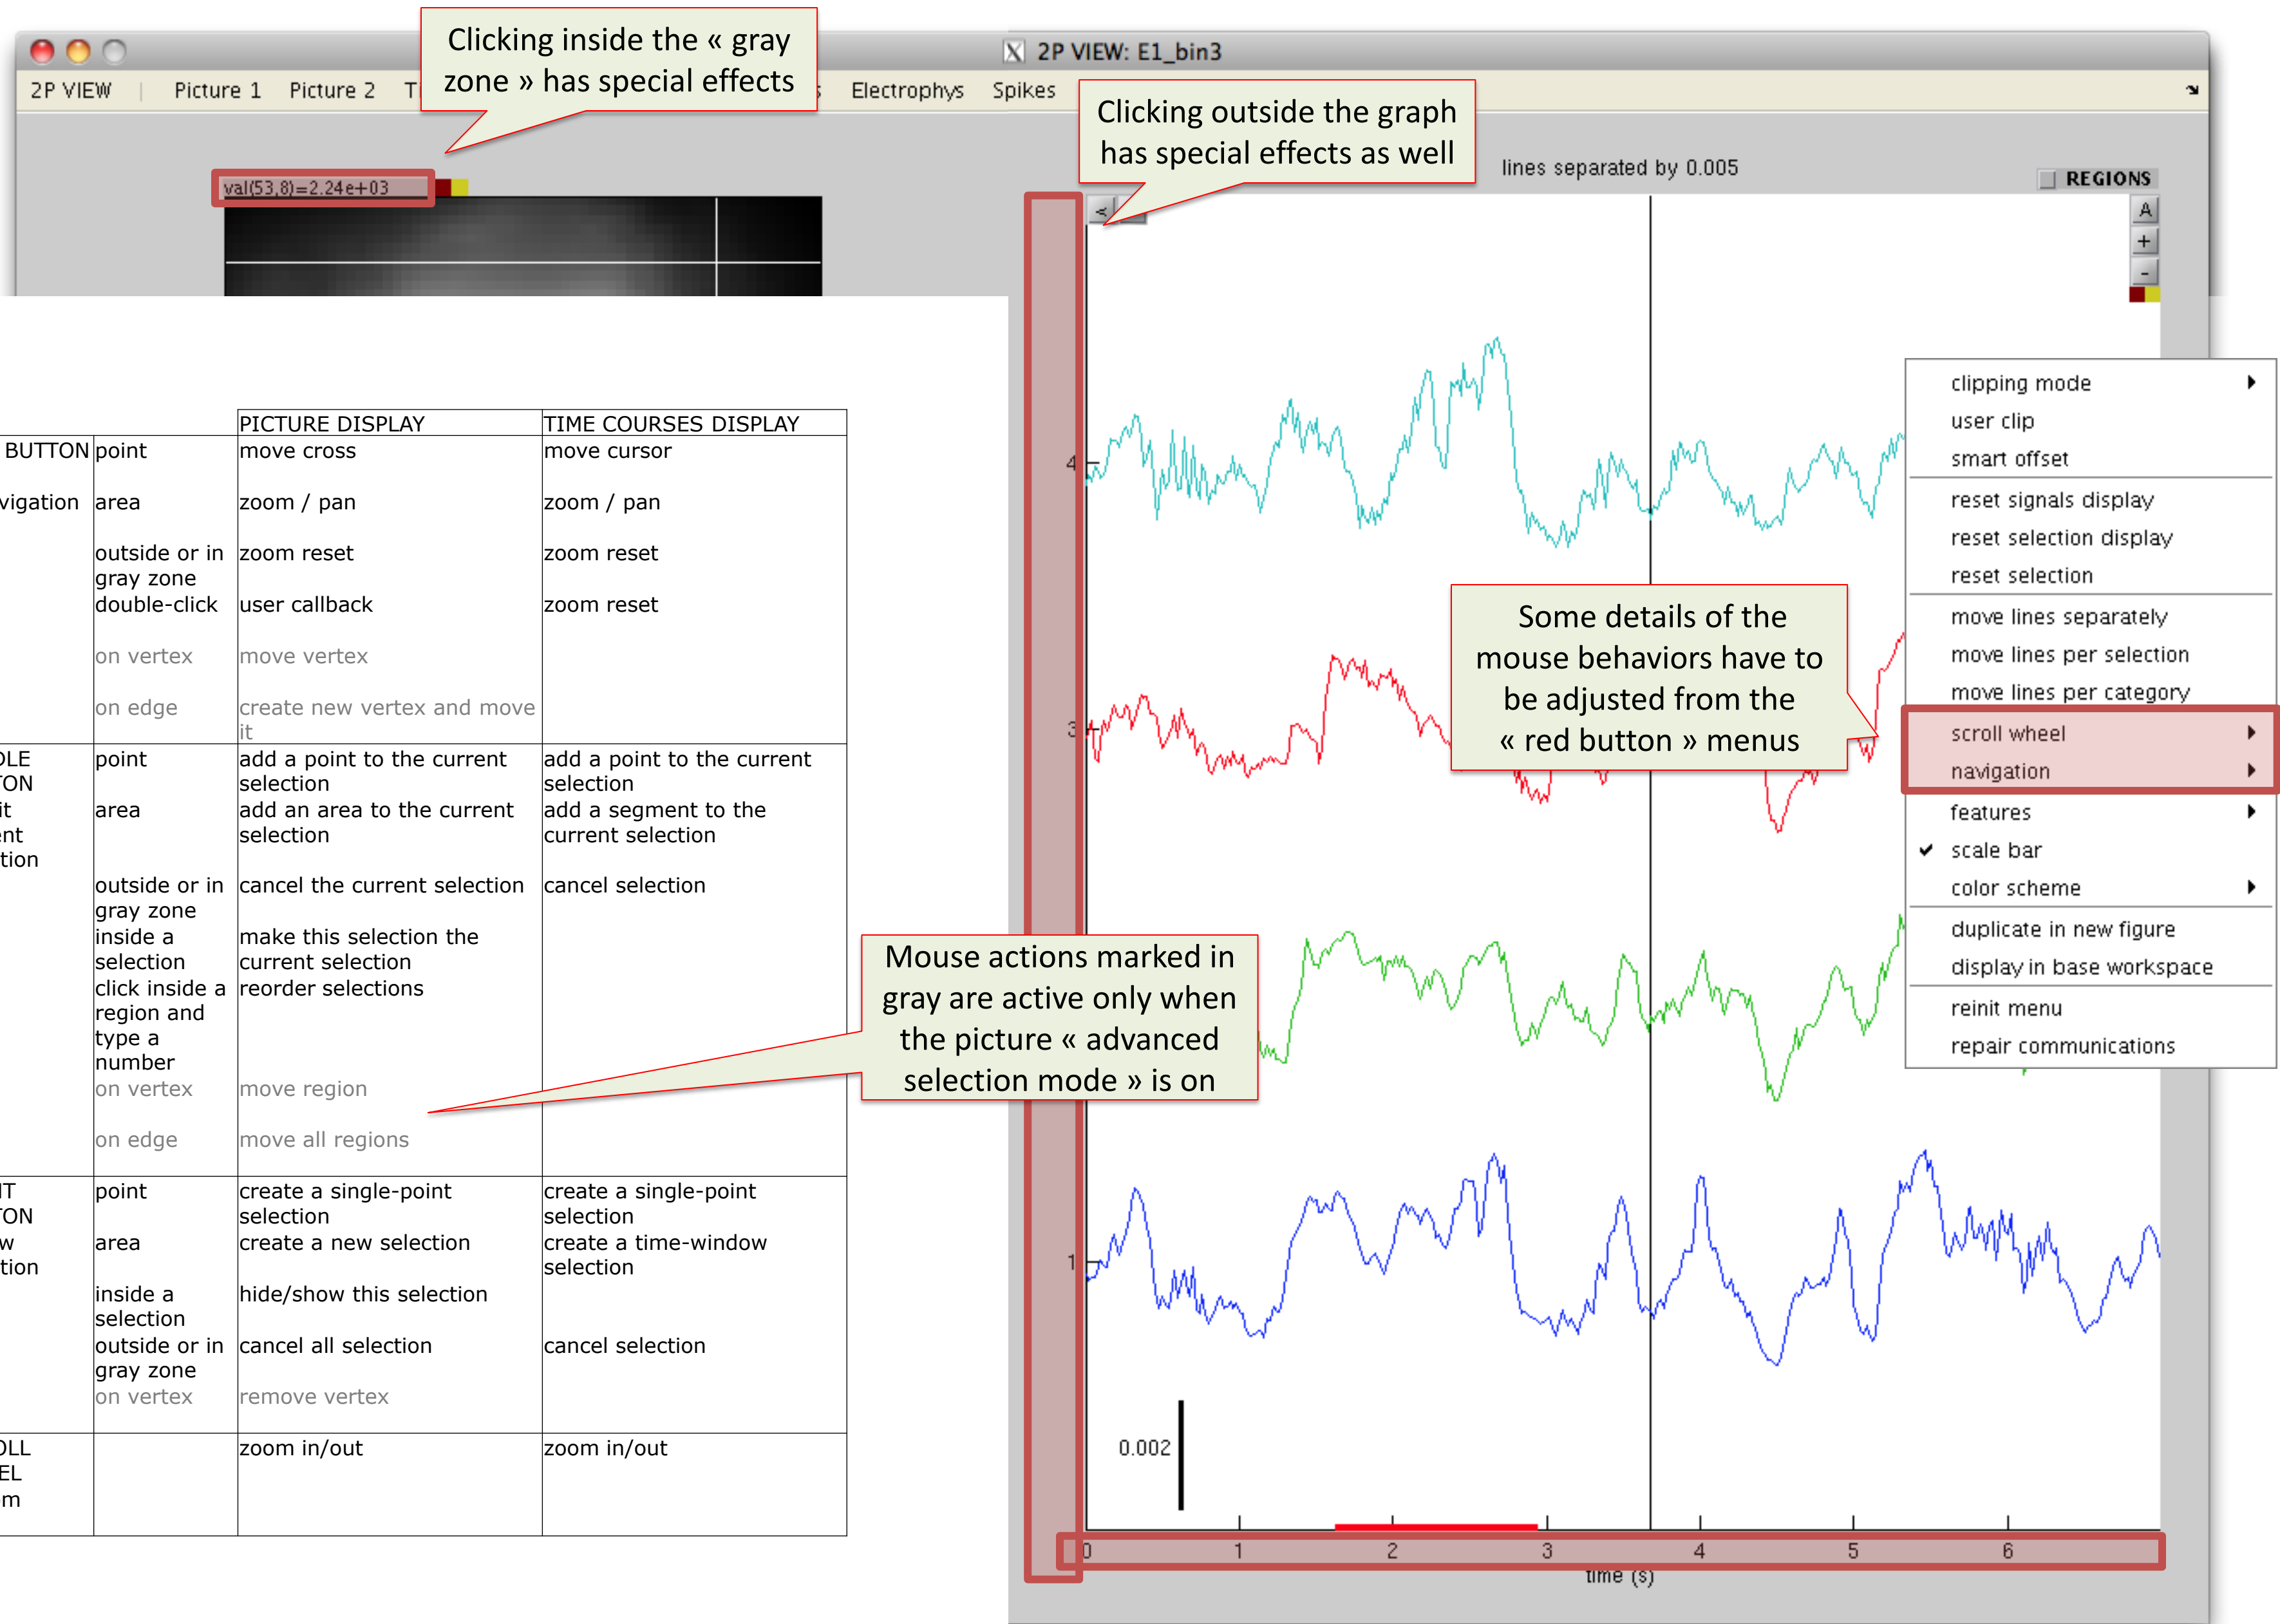 Clicking inside the « gray
zone » has special effects
2P VIEW: E1_bin3
2P VIEW | Picture 1 Picture 2 Electrophys Spikes
Clicking outside the graph
has special effects as well
lines separated by 0.005
val(53,8)=2.24e+03
REGIONS
A
A
+
-
clipping mode
user clip
smart offset
reset signals display
reset selection display
reset selection
move lines separately
move lines per selection
move lines per category
scroll wheel
navigation
features
scale bar
color scheme
duplicate in new figure
display in base workspace
reinit menu
repair communications
Some details of the
mouse behaviors have to
be adjusted from the
« red button » menus
Mouse actions marked in
gray are active only when
the picture « advanced
selection mode » is on
PICTURE DISPLAY TIME COURSES DISPLAY
BUTTON point move cross move cursor
area zoom / pan zoom / pan
outside or in zoom reset zoom reset
gray zone
double-click user callback zoom reset
on vertex move vertex
on edge create new vertex and move
it
point add a point to the current add a point to the current
selection selection
area add an area to the current add a segment to the
selection current selection
outside or in cancel the current selection cancel selection
gray zone
inside a make this selection the
selection current selection
click inside a reorder selections
region and
type a
number
on vertex move region
on edge move all regions
point create a single-point create a single-point
selection selection
area create a new selection create a time-window
selection
inside a hide/show this selection
selection
outside or in cancel all selection cancel selection
gray zone
on vertex remove vertex
zoom in/out zoom in/out
4
3
1
0.002
0 1 2 3 4 5 6
time (s)